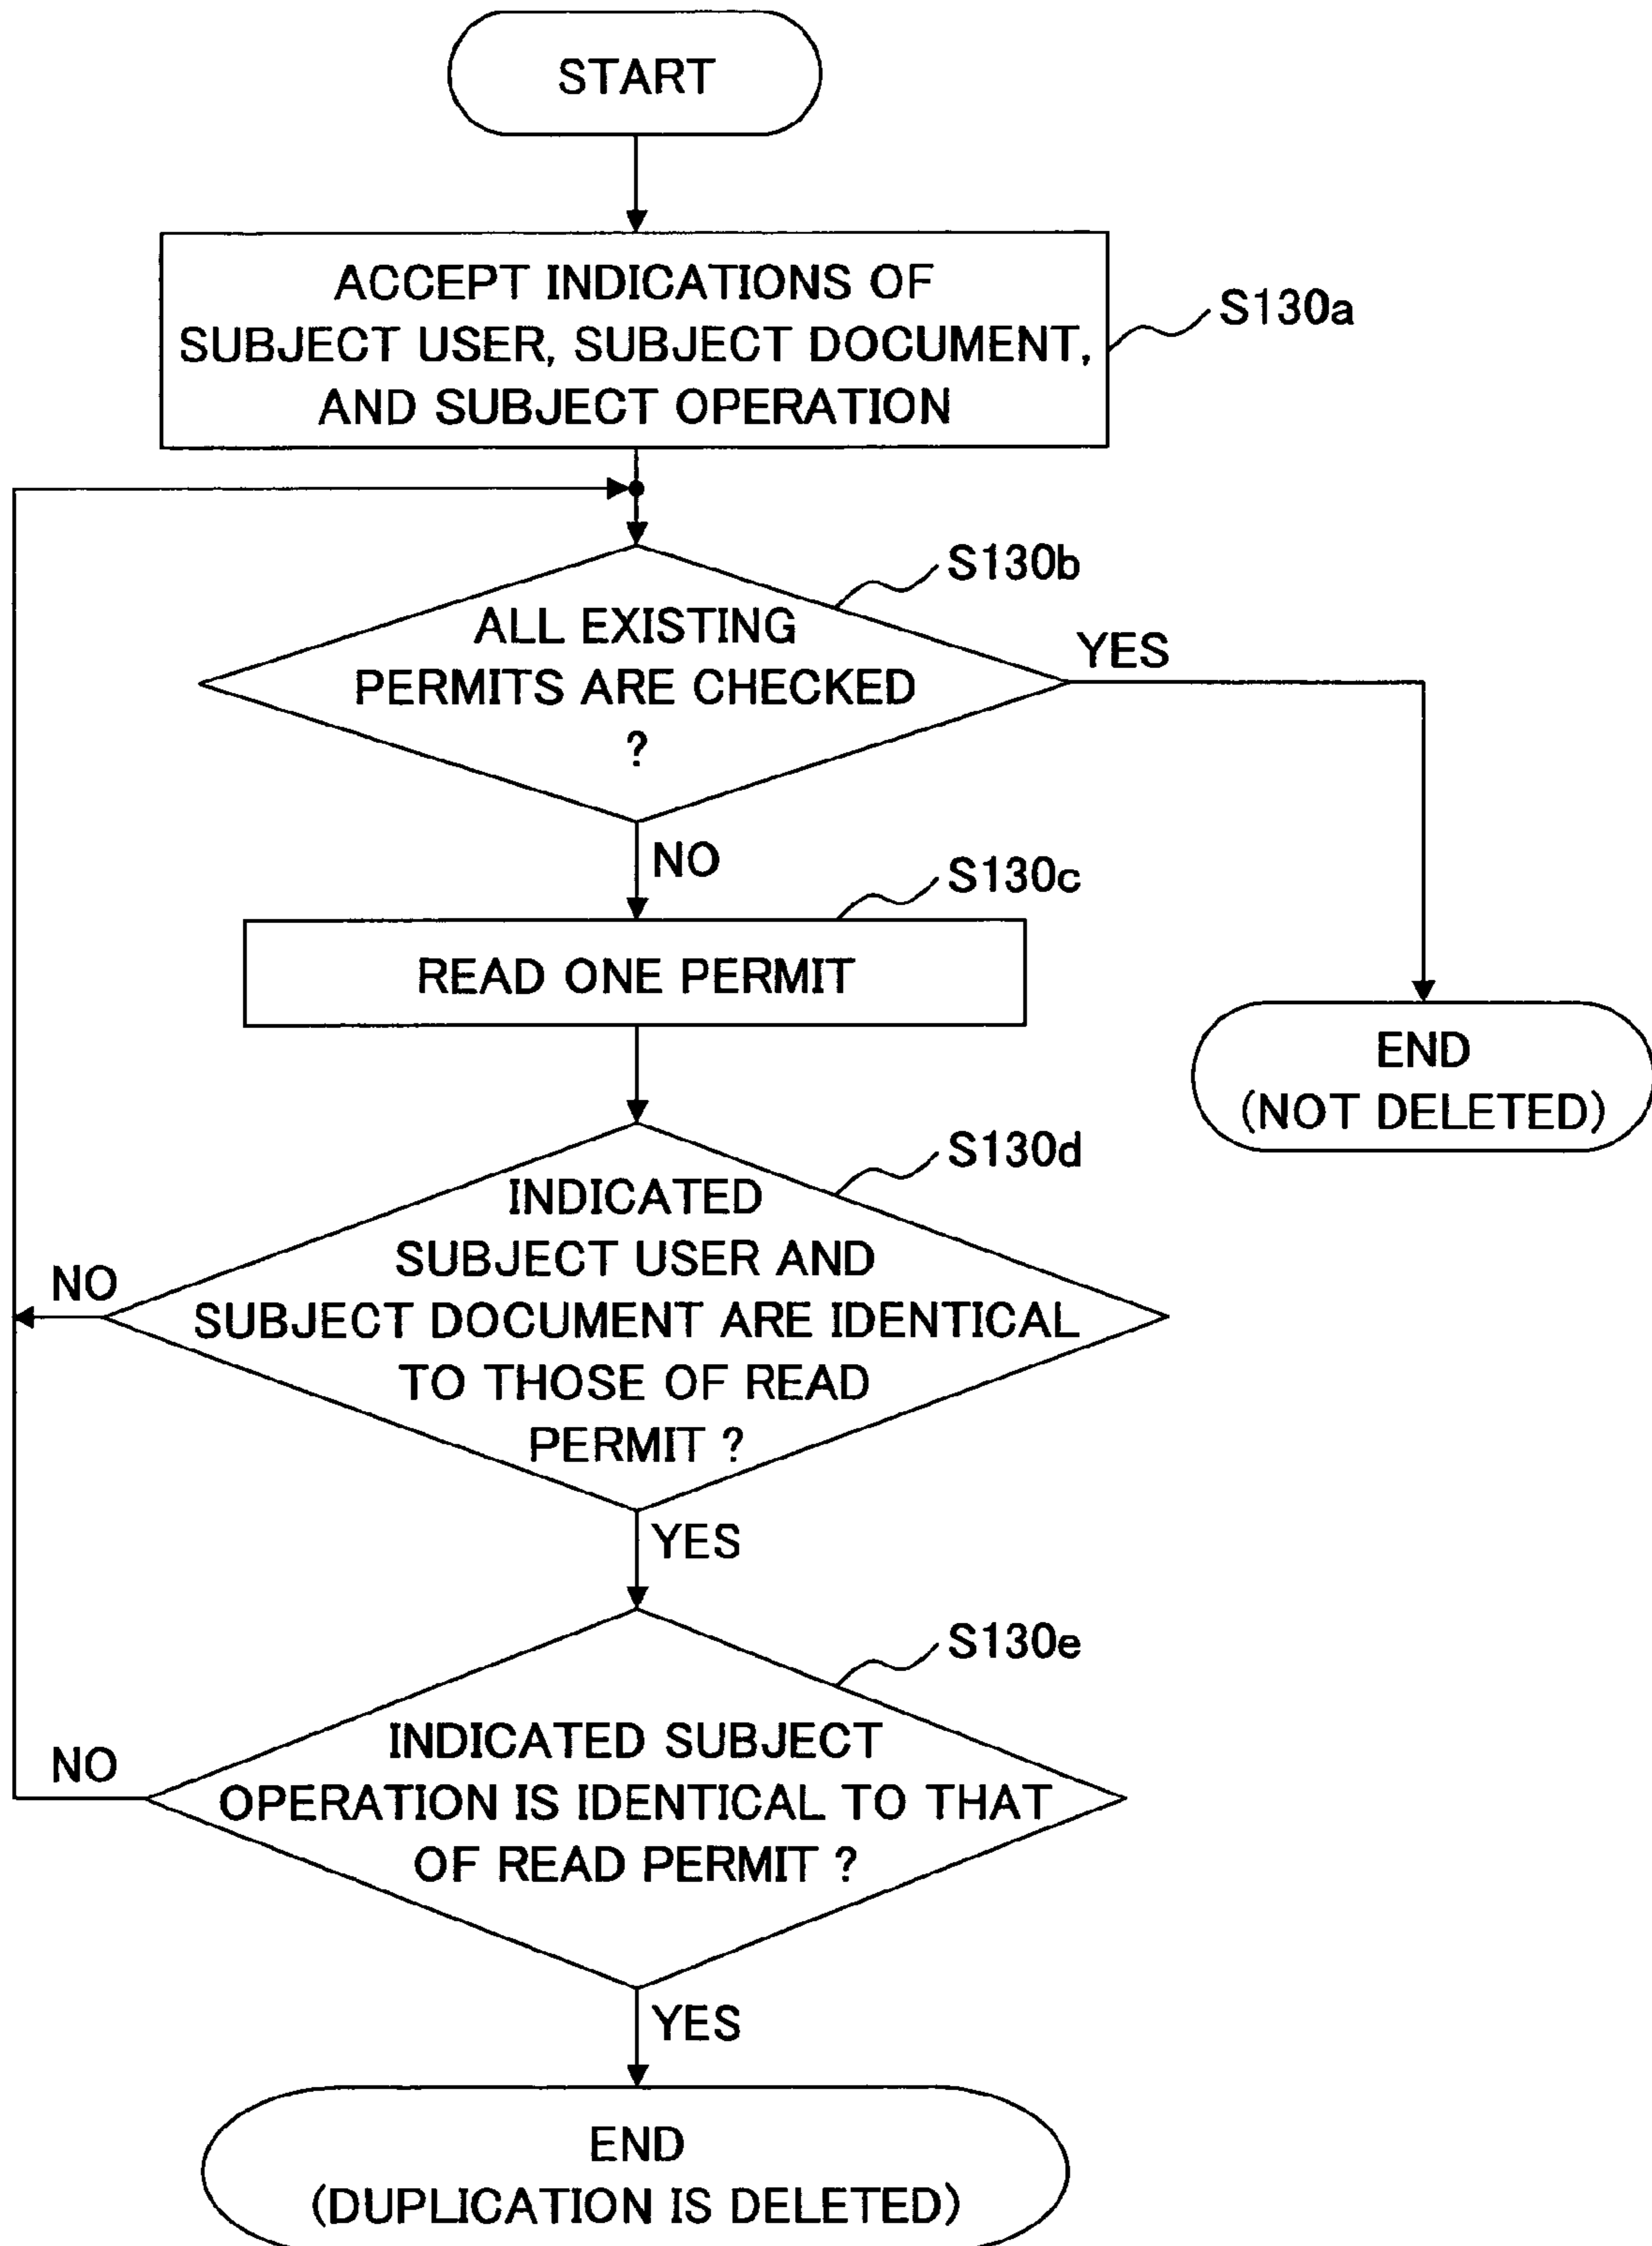 START
ACCEPT INDICATIONS OF
SUBJECT USER, SUBJECT DOCUMENT,
AND SUBJECT OPERATION
S130a
S130b
ALL EXISTING
PERMITS ARE CHECKED
?
YES
NO
S130c
READ ONE PERMIT
END
(NOT DELETED)
S130d
INDICATED
SUBJECT USER AND
SUBJECT DOCUMENT ARE IDENTICAL
TO THOSE OF READ
PERMIT ?
NO
YES
S130e
INDICATED SUBJECT
OPERATION IS IDENTICAL TO THAT
OF READ PERMIT ?
NO
YES
END
(DUPLICATION IS DELETED)